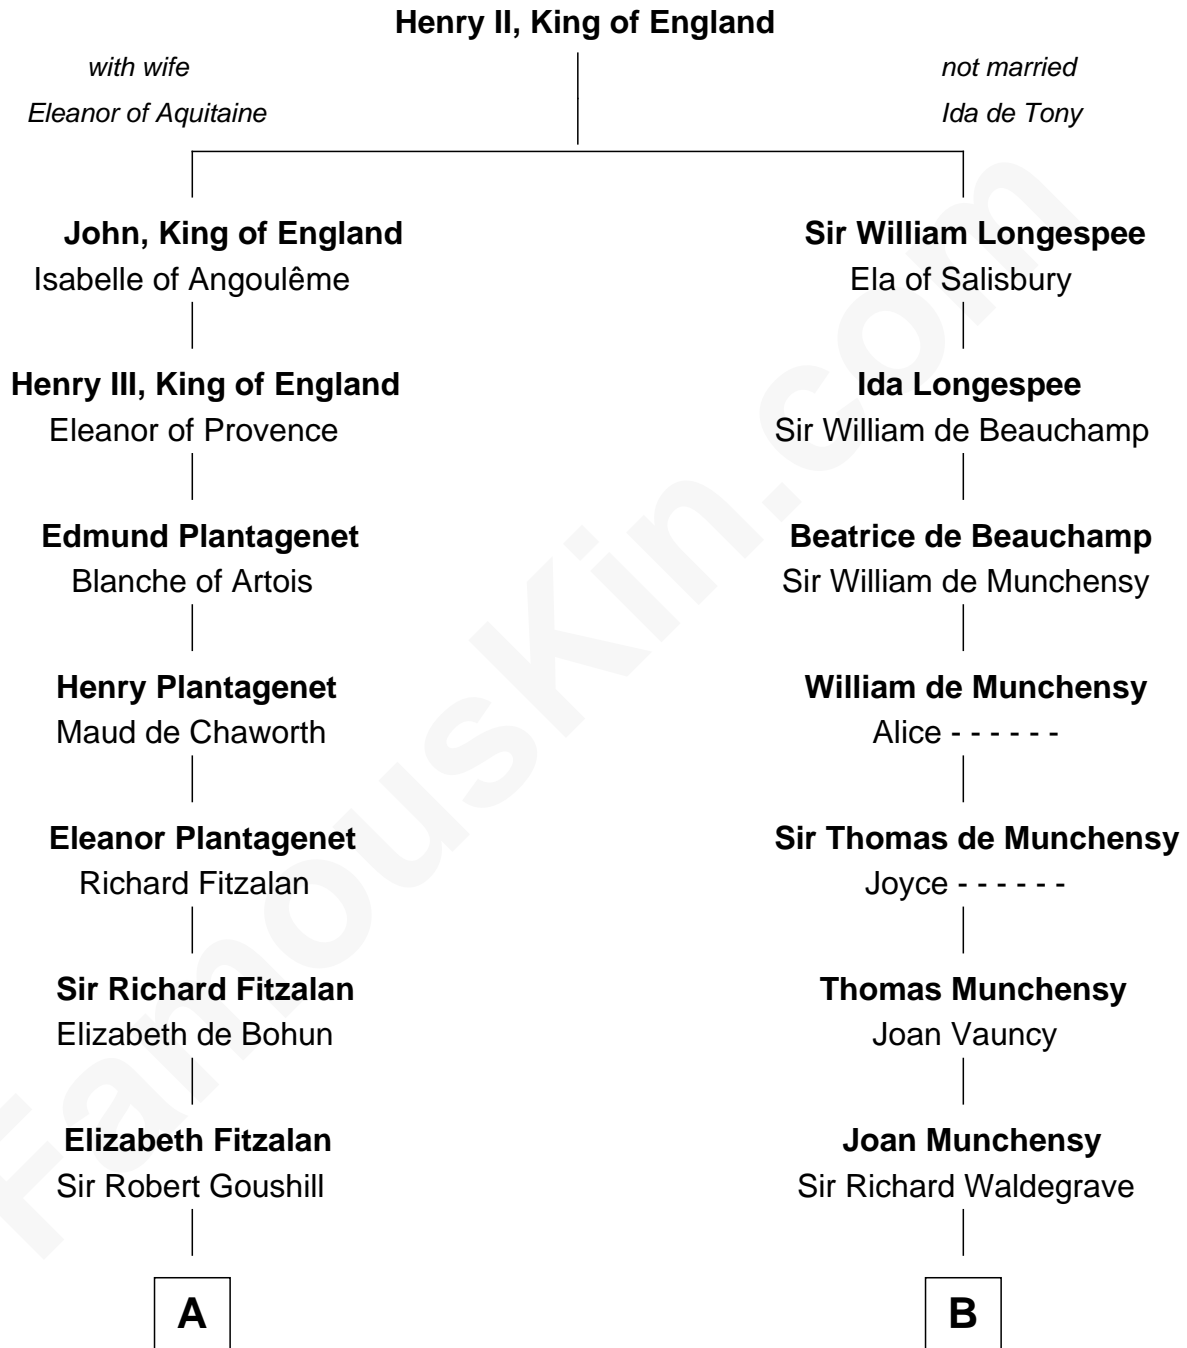 Henry II, King of England
with wife
Eleanor of Aquitaine
not married
Ida de Tony
John, King of England
Isabelle of Angoulême
Sir William Longespee
Ela of Salisbury
Henry III, King of England
Eleanor of Provence
Ida Longespee
Sir William de Beauchamp
Edmund Plantagenet
Blanche of Artois
Beatrice de Beauchamp
Sir William de Munchensy
Henry Plantagenet
Maud de Chaworth
William de Munchensy
Alice - - - - - -
Eleanor Plantagenet
Richard Fitzalan
Sir Thomas de Munchensy
Joyce - - - - - -
Sir Richard Fitzalan
Elizabeth de Bohun
Thomas Munchensy
Joan Vauncy
Elizabeth Fitzalan
Sir Robert Goushill
Joan Munchensy
Sir Richard Waldegrave
A
B
FamousKin.com